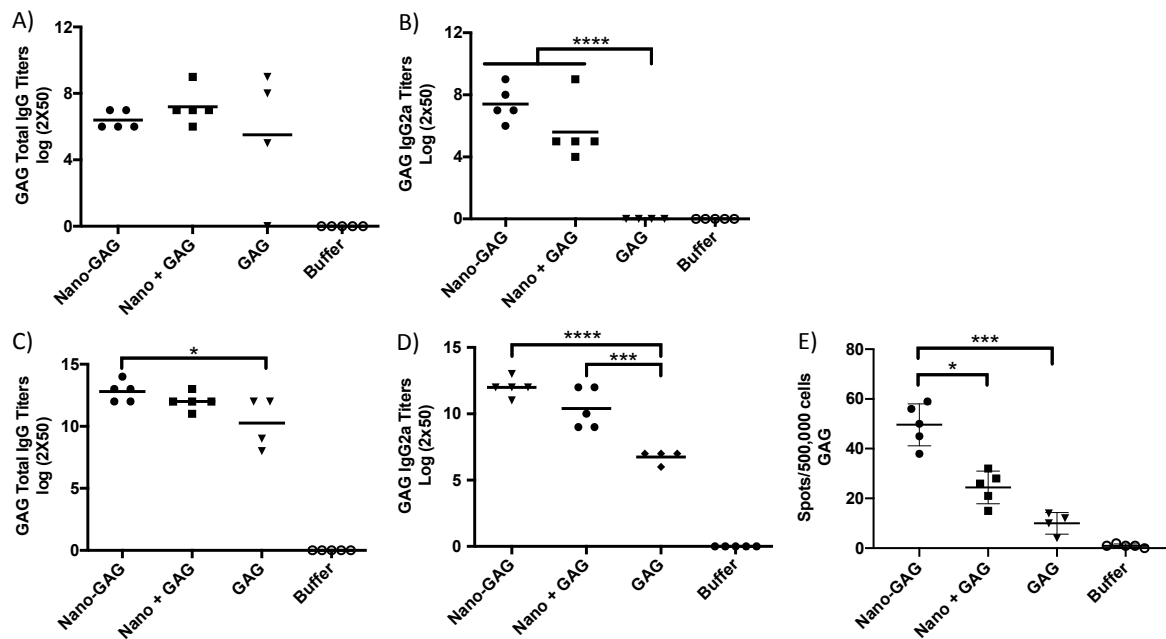 A)
GAG Total IgG Titers
log (2X50)
12
8
4
0
Nano-GAG
Nano + GAG
GAG
Buffer
B)
GAG IgG2a Titers
Log (2x50)
12
8
4
0
****
Nano-GAG
Nano + GAG
GAG
Buffer
C)
GAG Total IgG Titers
log (2X50)
15
10
5
0
*
Nano-GAG
Nano + GAG
GAG
Buffer
D)
GAG IgG2a Titers
Log (2x50)
15
10
5
0
****
***
Nano-GAG
Nano + GAG
GAG
Buffer
E)
Spots/500,000 cells
GAG
80
60
40
20
0
***
*
Nano-GAG
Nano + GAG
GAG
Buffer